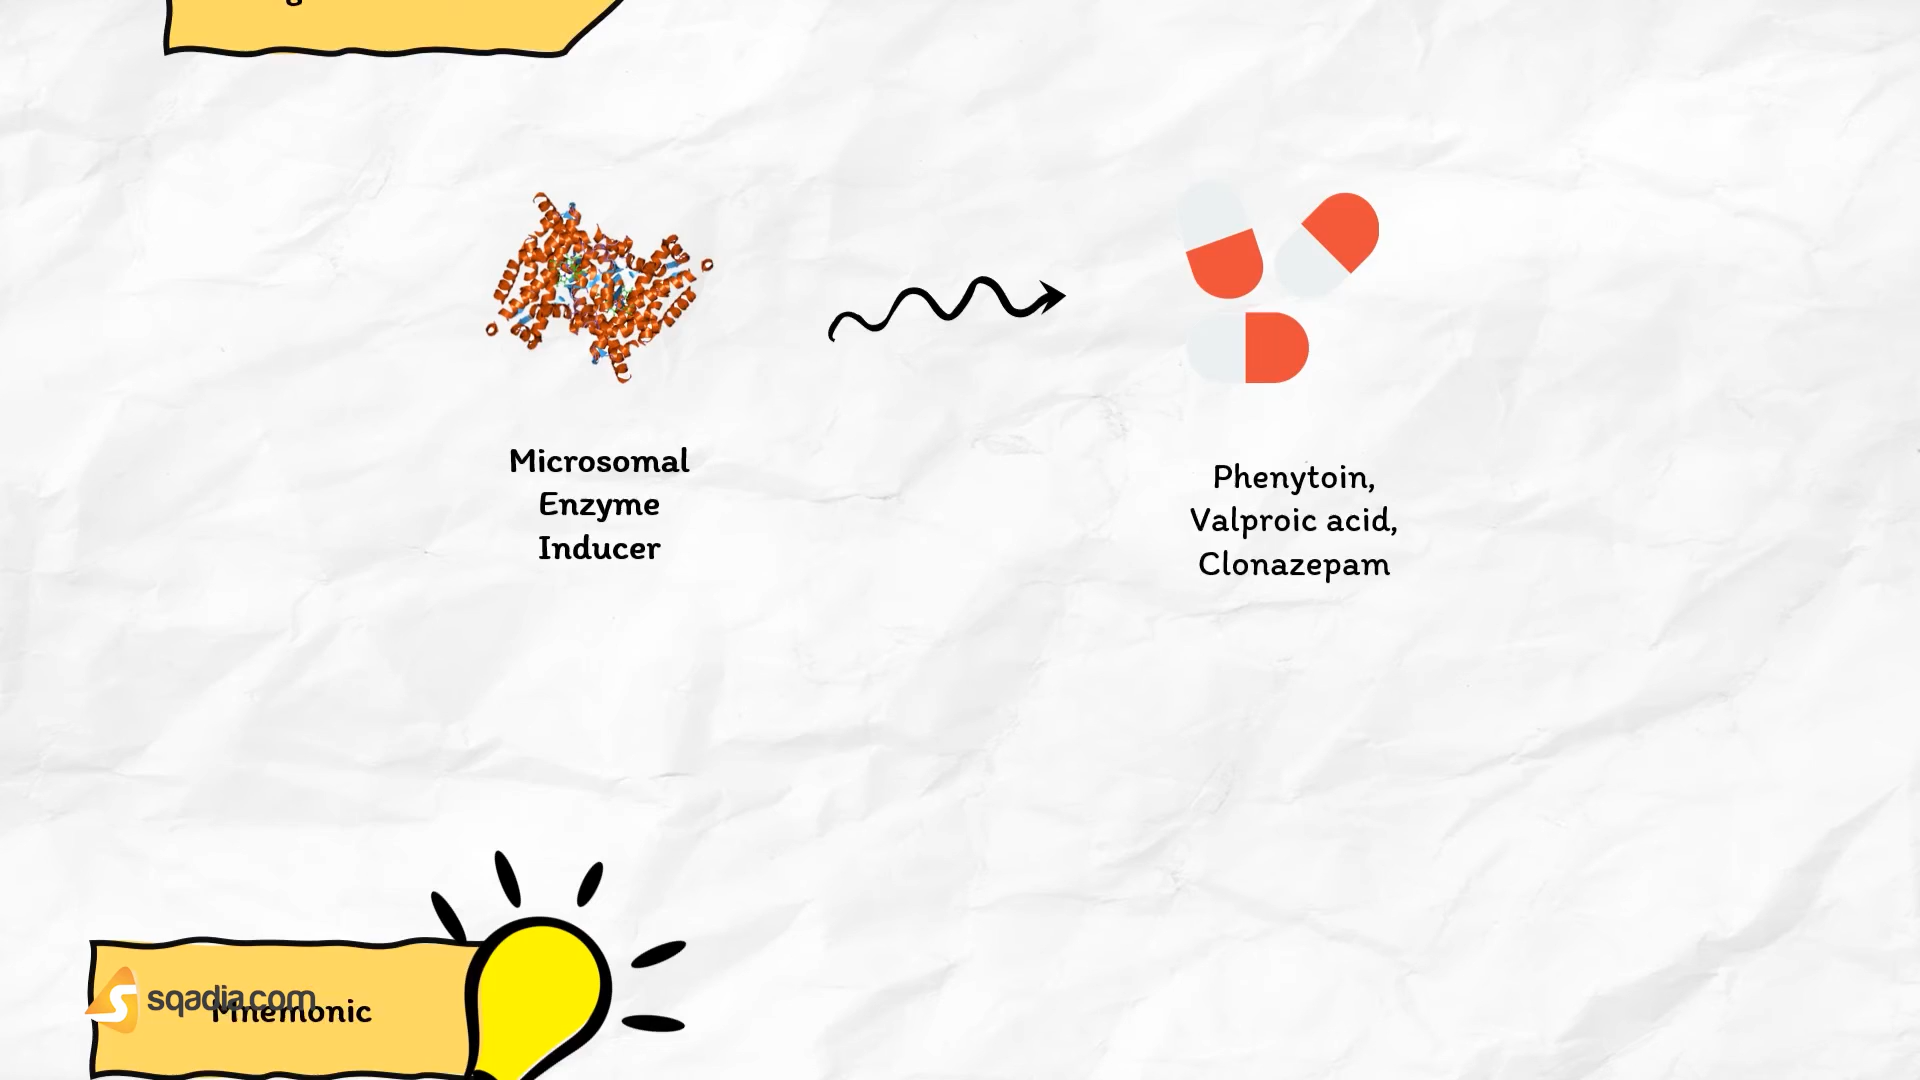 Microsomal
Enzyme
Inducer
Phenytoin,
Valproic acid,
Clonazepam
sqadia.com
Mnemonic